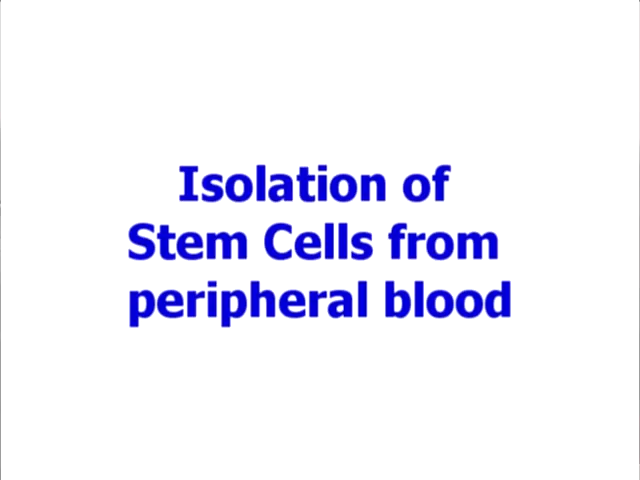 Isolation of
Stem Cells from
peripheral blood